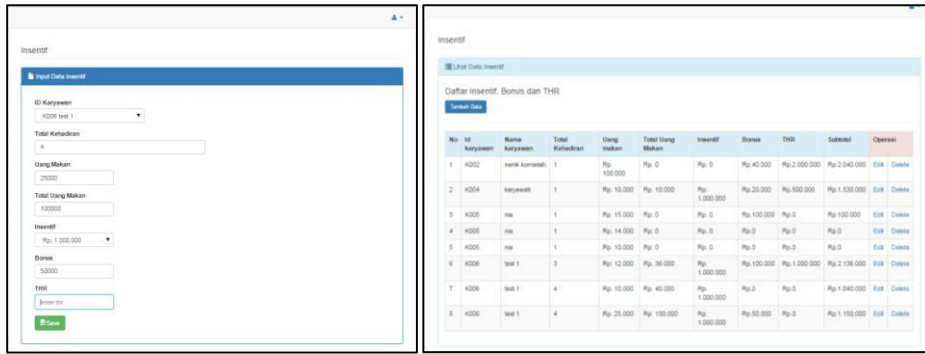 Insentif
Input Data Insentif
ID Karyawan
K006 test 1
Total Kehadiran
4
Uang Makan
25000
Total Uang Makan
100000
Insentif
Rp. 1.000.000
Bonus
50000
THR
enter thr
Save
Insentif
Lihat Data Insentif
Daftar Insentif, Bonus dan THR
Tambah Data
No Id karyawan Nama karyawan Total Kehadiran Uang makan Total Uang Makan Insentif Bonus THR Subtotal Operasi
1 K002 nenik komariah 1 Rp. 100.000 Rp. 0 Rp. 0 Rp.40.000 Rp.2.000.000 Rp.2.040.000 Edit Delete
2 K004 karyawati 1 Rp. 10.000 Rp. 10.000 Rp. 1.000.000 Rp.20.000 Rp.500.000 Rp.1.530.000 Edit Delete
3 K005 nia 1 Rp. 15.000 Rp. 0 Rp. 0 Rp.100.000 Rp.0 Rp.100.000 Edit Delete
4 K005 nia 1 Rp. 14.000 Rp. 0 Rp. 0 Rp.0 Rp.0 Rp.0 Edit Delete
5 K005 nia 1 Rp. 10.000 Rp. 0 Rp. 0 Rp.0 Rp.0 Rp.0 Edit Delete
6 K006 test 1 3 Rp. 12.000 Rp. 36.000 Rp. 1.000.000 Rp.100.000 Rp.1.000.000 Rp.2.136.000 Edit Delete
7 K006 test 1 4 Rp. 10.000 Rp. 40.000 Rp. 1.000.000 Rp.0 Rp.0 Rp.1.040.000 Edit Delete
8 K006 test 1 4 Rp. 25.000 Rp. 100.000 Rp. 1.000.000 Rp.50.000 Rp.0 Rp.1.150.000 Edit Delete